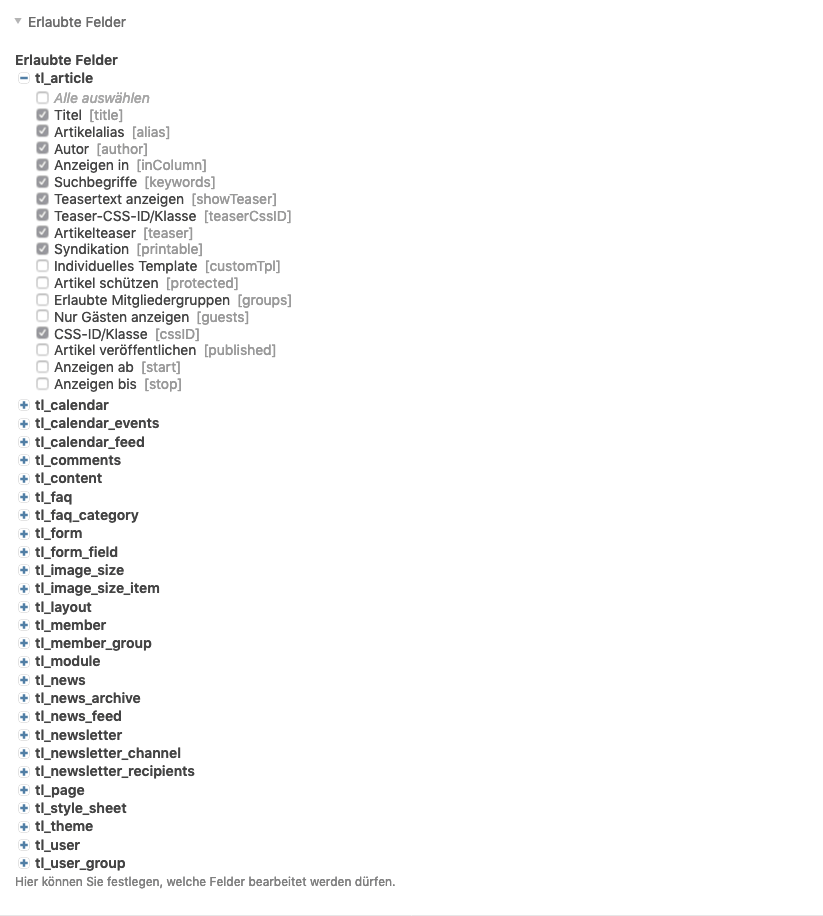 Erlaubte Felder
Erlaubte Felder
tl_article
Alle auswählen
Titel [title]
Artikelalias [alias]
Autor [author]
Anzeigen in [inColumn]
Suchbegriffe [keywords]
Teasertext anzeigen [showTeaser]
Teaser-CSS-ID/Klasse [teaserCssID]
Artikelteaser [teaser]
Syndikation [printable]
Individuelles Template [customTpl]
Artikel schützen [protected]
Erlaubte Mitgliedergruppen [groups]
Nur Gästen anzeigen [guests]
CSS-ID/Klasse [cssID]
Artikel veröffentlichen [published]
Anzeigen ab [start]
Anzeigen bis [stop]
tl_calendar
tl_calendar_events
tl_calendar_feed
tl_comments
tl_content
tl_faq
tl_faq_category
tl_form
tl_form_field
tl_image_size
tl_image_size_item
tl_layout
tl_member
tl_member_group
tl_module
tl_news
tl_news_archive
tl_news_feed
tl_newsletter
tl_newsletter_channel
tl_newsletter_recipients
tl_page
tl_style_sheet
tl_theme
tl_user
tl_user_group
Hier können Sie festlegen, welche Felder bearbeitet werden dürfen.